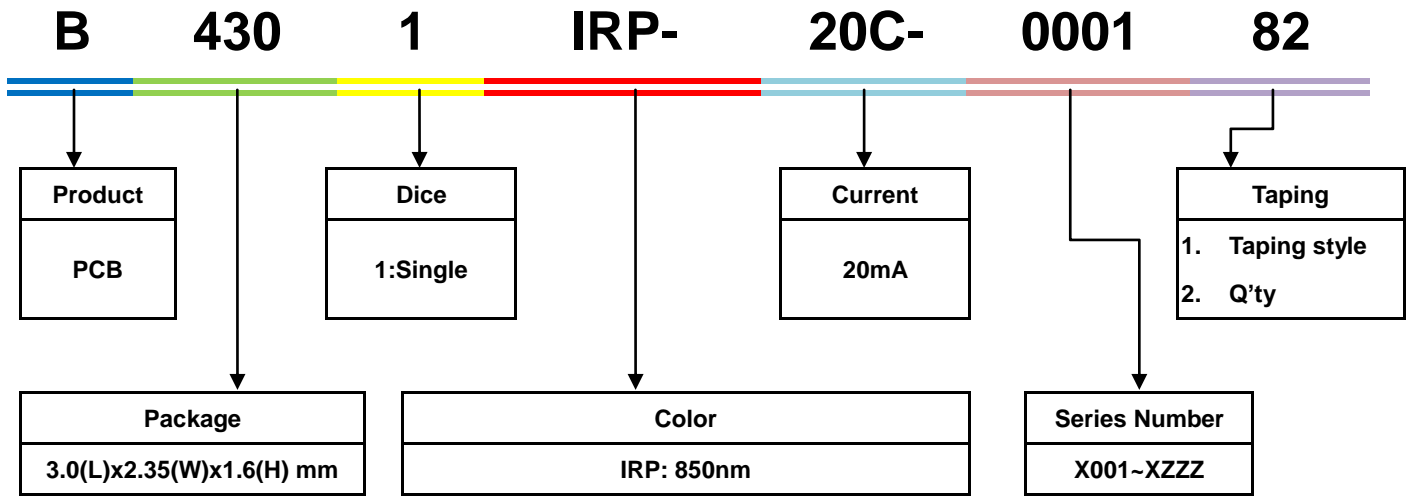 B 430 1 IRP- 20C- 0001 82
Product
PCB
Dice
1:Single
Current
20mA
Taping
1. Taping style
2. Q'ty
Package
3.0(L)x2.35(W)x1.6(H) mm
Color
IRP: 850nm
Series Number
X001~XZZZ